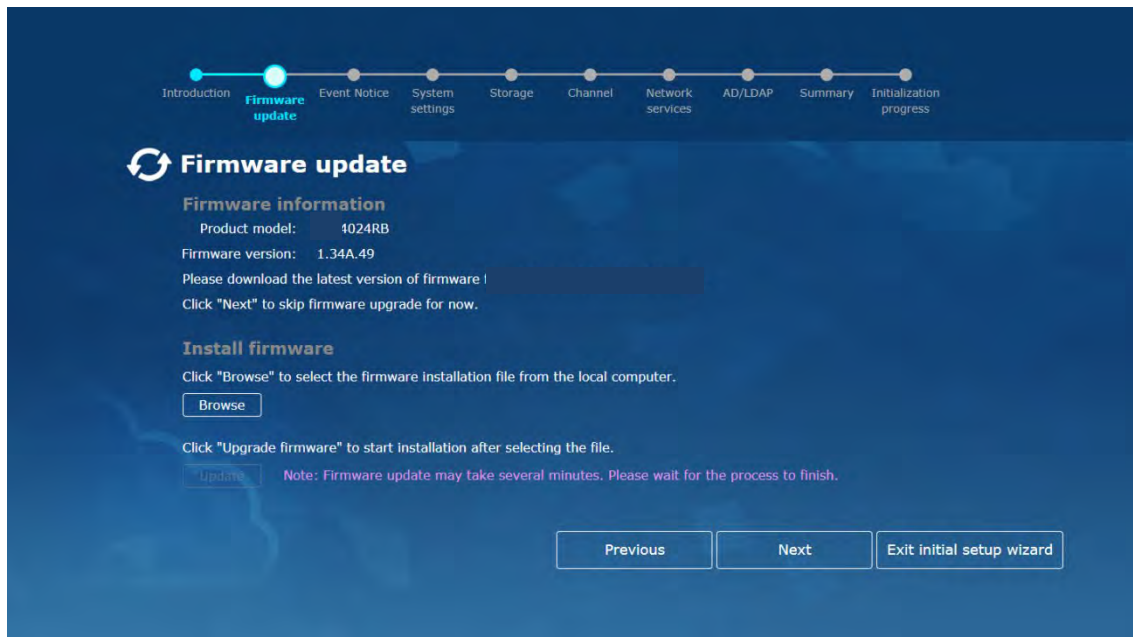 Introduction
Firmware
update
Event Notice
System
settings
Storage
Channel
Network
services
AD/LDAP
Summary
Initialization
progress
Firmware update
Firmware information
Product model: 4024RB
Firmware version: 1.34A.49
Please download the latest version of firmware
Click "Next" to skip firmware upgrade for now.
Install firmware
Click "Browse" to select the firmware installation file from the local computer.
Browse
Click "Upgrade firmware" to start installation after selecting the file.
Update Note: Firmware update may take several minutes. Please wait for the process to finish.
Previous Next Exit initial setup wizard